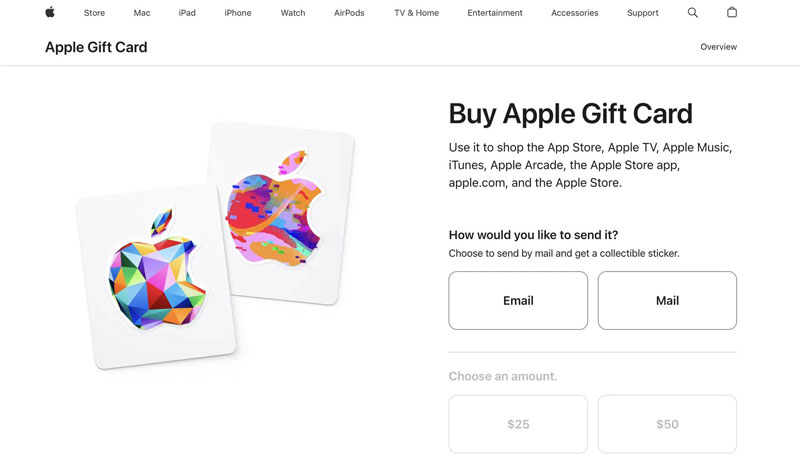 Store Mac iPad iPhone Watch AirPods TV & Home Entertainment Accessories Support
Apple Gift Card
Overview
Buy Apple Gift Card
Use it to shop the App Store, Apple TV, Apple Music,
iTunes, Apple Arcade, the Apple Store app,
apple.com, and the Apple Store.
How would you like to send it?
Choose to send by mail and get a collectible sticker.
Email Mail
Choose an amount.
$25 $50